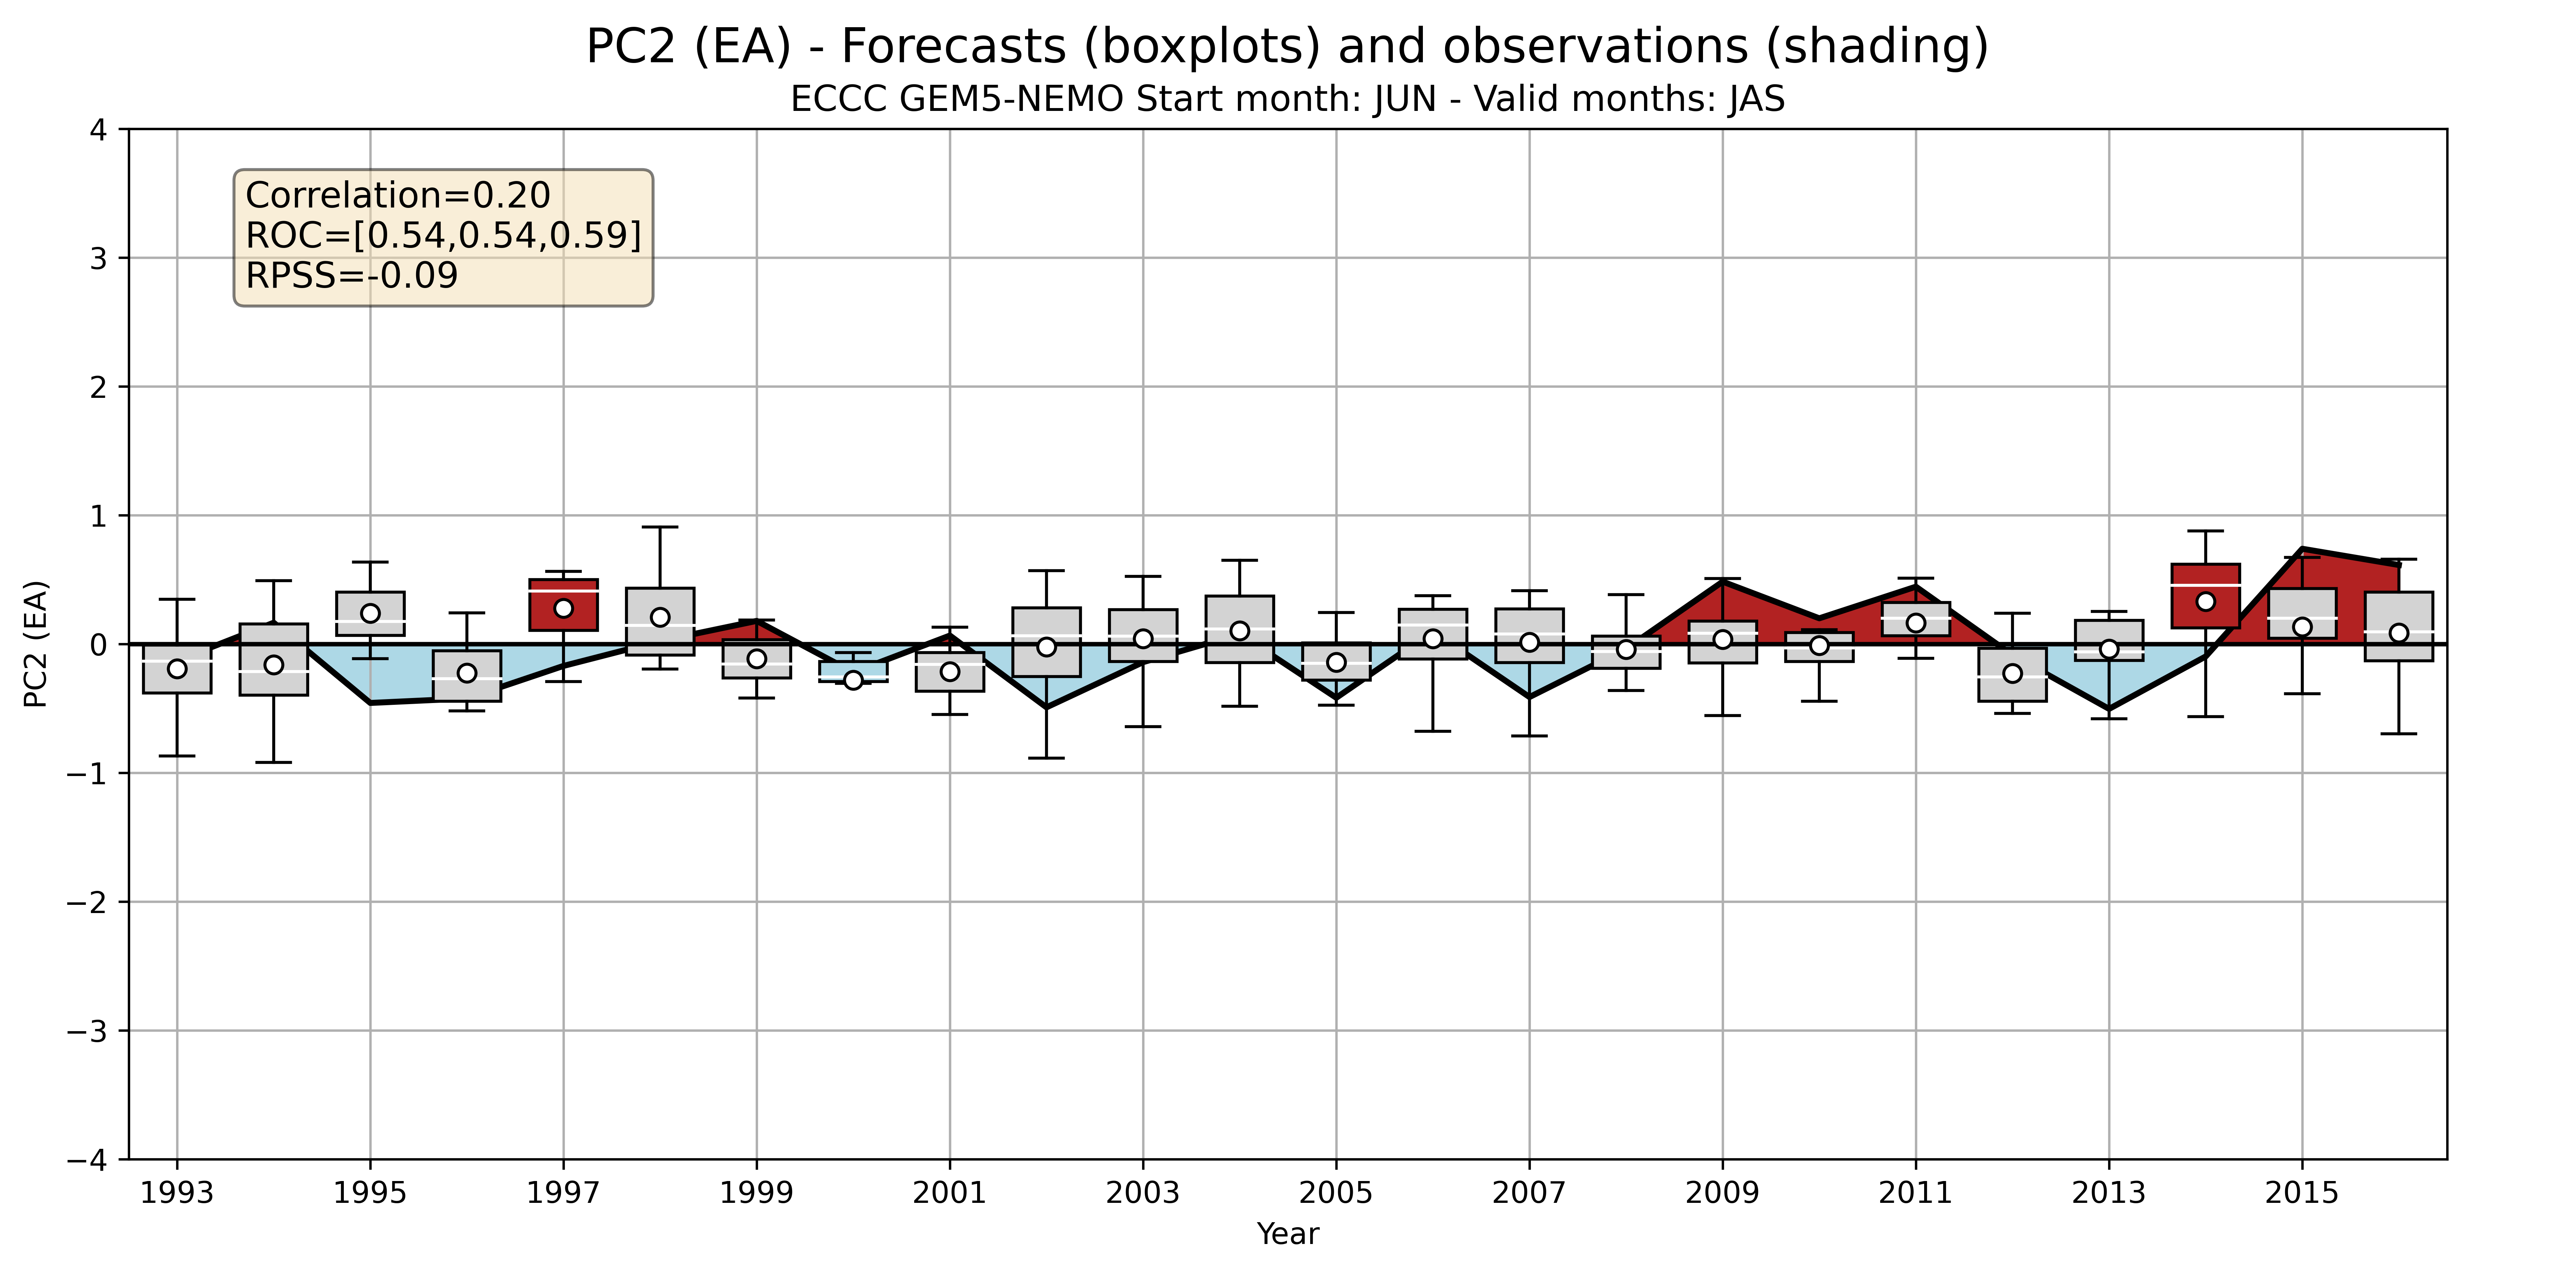 PC2 (EA) - Forecasts (boxplots) and observations (shading)
ECCC GEM5-NEMO Start month: JUN - Valid months: JAS
Correlation=0.20
ROC=[0.54,0.54,0.59]
RPSS=-0.09
PC2 (EA)
4
3
2
1
0
−1
−2
−3
−4
1993 1995 1997 1999 2001 2003 2005 2007 2009 2011 2013 2015
Year